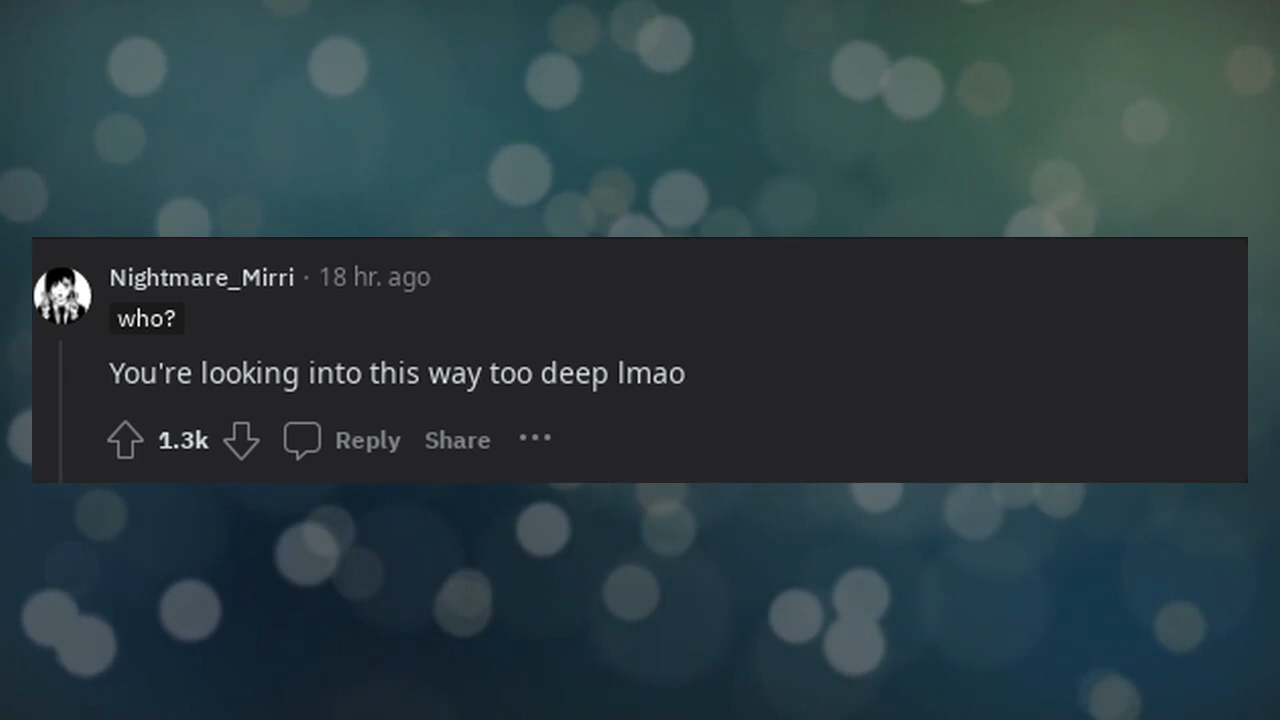 Nightmare_Mirri · 18 hr. ago
who?
You're looking into this way too deep lmao
1.3k Reply Share ...